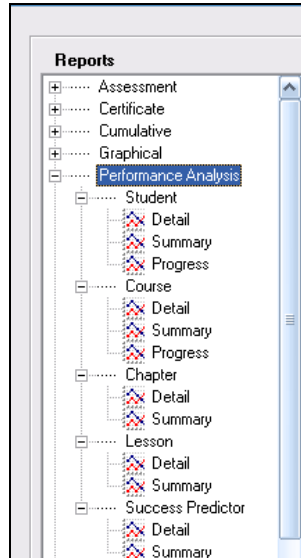 Reports
Assessment
Certificate
Cumulative
Graphical
Performance Analysis
Student
Detail
Summary
Progress
Course
Detail
Summary
Progress
Chapter
Detail
Summary
Lesson
Detail
Summary
Success Predictor
Detail
Summary